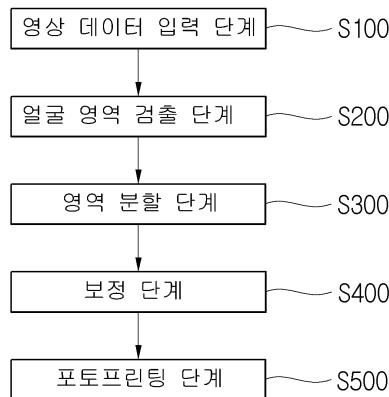 영상 데이터 입력 단계 S100
얼굴 영역 검출 단계 S200
영역 분할 단계 S300
보정 단계 S400
포토프린팅 단계 S500